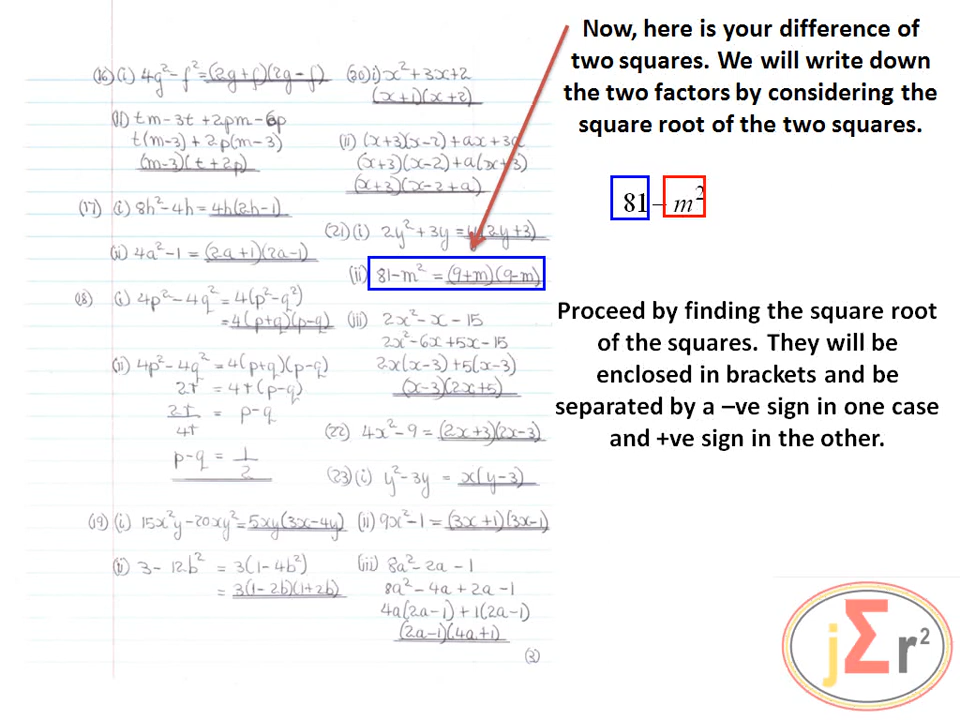 (16)(i) 4g²-f²=(2g+f)(2g-f)
(ii) tm-3t+2pm-6p
t(m-3)+2p(m-3)
(m-3)(t+2p)
(17) (i) 8h²-4h=4h(2h-1)
(ii) 4a²-1=(2a+1)(2a-1)
(18) (i) 4p²-4q²=4(p²-q²)
=4(p+q)(p-q)
(ii) 4p²-4q²=4(p+q)(p-q)
2t = 4t(p-q)
2t/4t = p-q
p-q = 1/2
(19) (i) 15x²y-20xy²=5xy(3x-4y)
(ii) 3-12b² = 3(1-4b²)
= 3(1-2b)(1+2b)
(20)(i) x²+3x+2
(x+1)(x+2)
(ii) (x+3)(x-2)+ax+3a
(x+3)(x-2)+a(x+3)
(x+3)(x-2+a)
(21)(i) 2y²+3y=y(2y+3)
(ii) 81-m²=(9+m)(9-m)
(iii) 2x²-x-15
2x²-6x+5x-15
2x(x-3)+5(x-3)
(x-3)(2x+5)
(22) 4x²-9=(2x+3)(2x-3)
(23)(i) y²-3y = x(y-3)
(ii) 9x²-1=(3x+1)(3x-1)
(iii) 8a²-2a-1
8a²-4a+2a-1
4a(2a-1)+1(2a-1)
(2a-1)(4a+1)
(3)
Now, here is your difference of
two squares. We will write down
the two factors by considering the
square root of the two squares.
81 – m²
Proceed by finding the square root
of the squares. They will be
enclosed in brackets and be
separated by a –ve sign in one case
and +ve sign in the other.
jΣr²